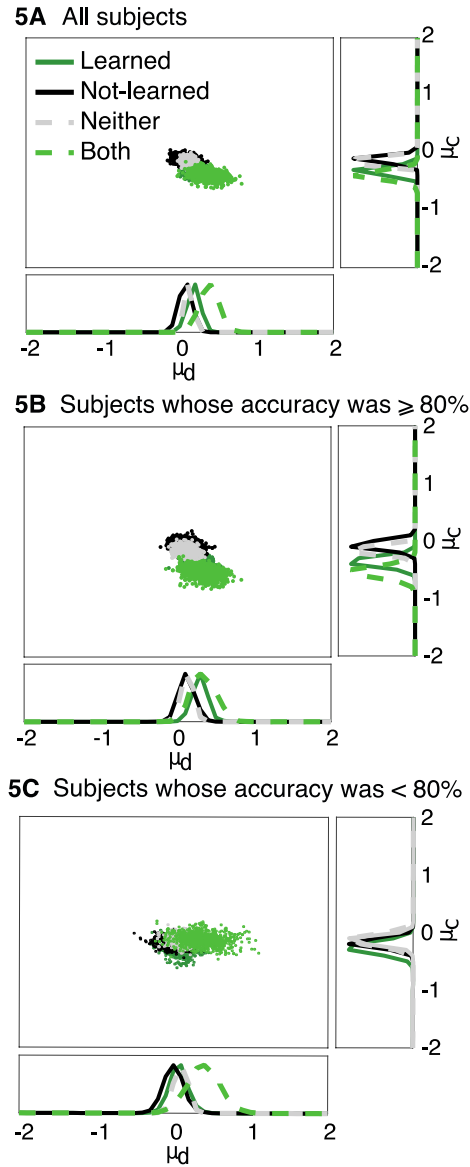 5A All subjects
Learned
Not-learned
Neither
Both
2
1
0
-1
-2
μc
-2 -1 0 1 2
μd
5B Subjects whose accuracy was ⩾ 80%
2
1
0
-1
-2
μc
-2 -1 0 1 2
μd
5C Subjects whose accuracy was < 80%
2
1
0
-1
-2
μc
-2 -1 0 1 2
μd